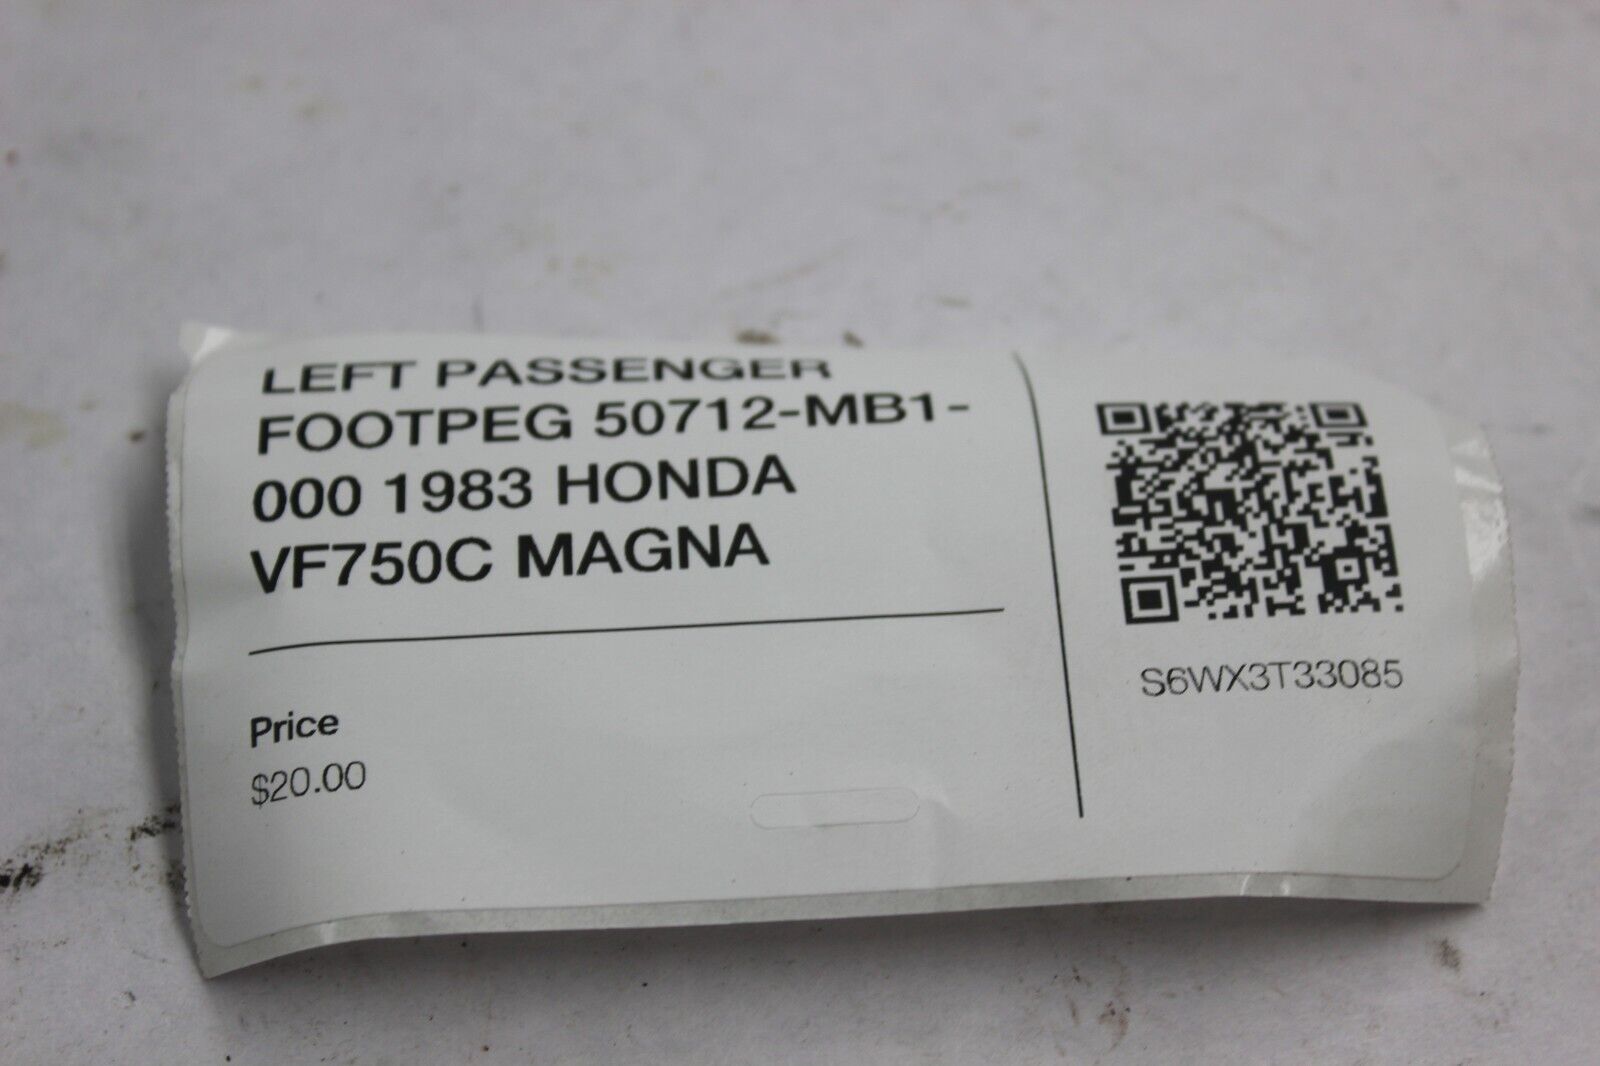 LEFT PASSENGER
FOOTPEG 50712-MB1-
000 1983 HONDA
VF750C MAGNA
Price
$20.00
S6WX3T33085